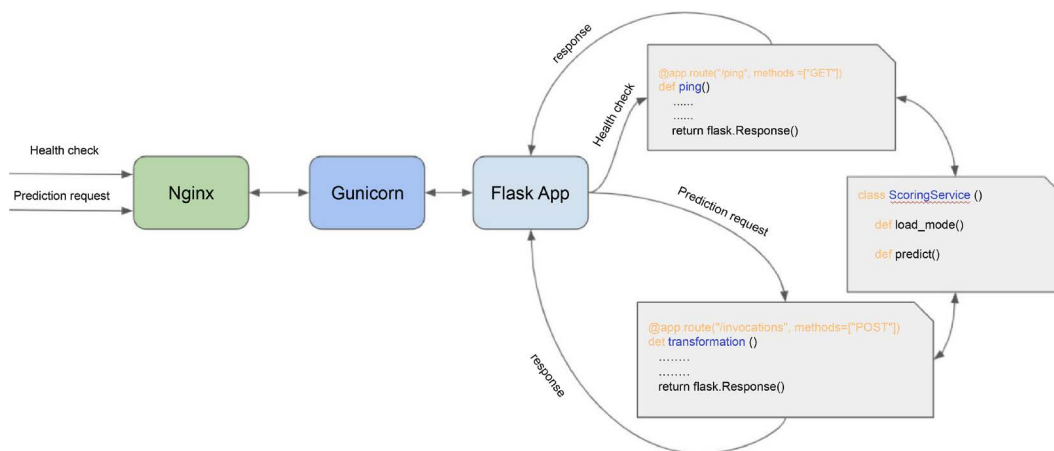 Health check
Prediction request
Nginx
Gunicorn
Flask App
response
Health check
Prediction request
response
@app.route("/ping", methods =["GET"])
def ping()
......
......
return flask.Response()
class ScoringService ()
def load_mode()
def predict()
@app.route("/invocations", methods=["POST"])
det transformation ()
........
........
return flask.Response()